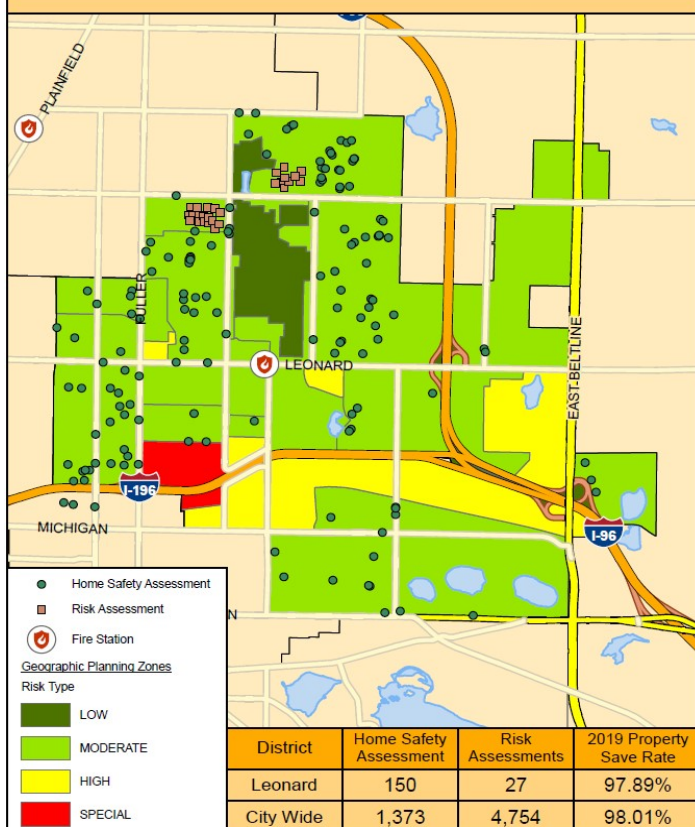 PLAINFIELD
FULLER
LEONARD
EAST-BELTLINE
I-196
MICHIGAN
I-96
N
Home Safety Assessment
Risk Assessment
Fire Station
Geographic Planning Zones
Risk Type
LOW
MODERATE
HIGH
SPECIAL
District Home Safety Assessment Risk Assessments 2019 Property Save Rate
Leonard 150 27 97.89%
City Wide 1,373 4,754 98.01%